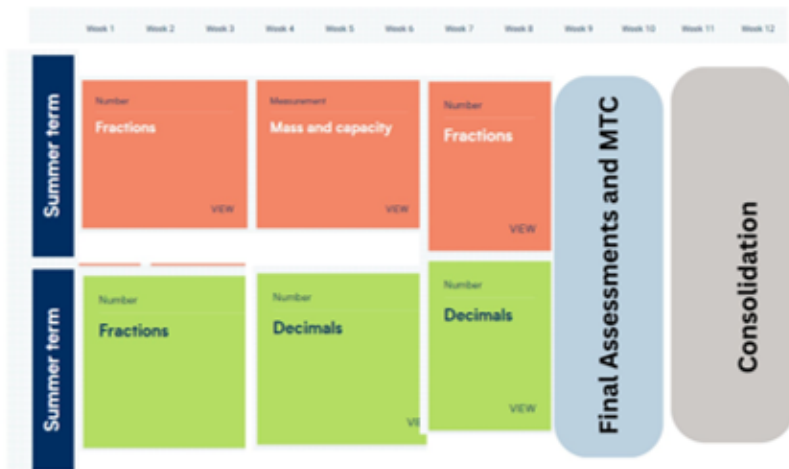 Week 1 Week 2 Week 3 Week 4 Week 5 Week 6 Week 7 Week 8 Week 9 Week 10 Week 11 Week 12
Summer term
Number
Fractions
VIEW
Measurement
Mass and capacity
VIEW
Number
Fractions
VIEW
Summer term
Number
Fractions
Number
Decimals
VI
Number
Decimals
VIEW
Final Assessments and MTC
Consolidation